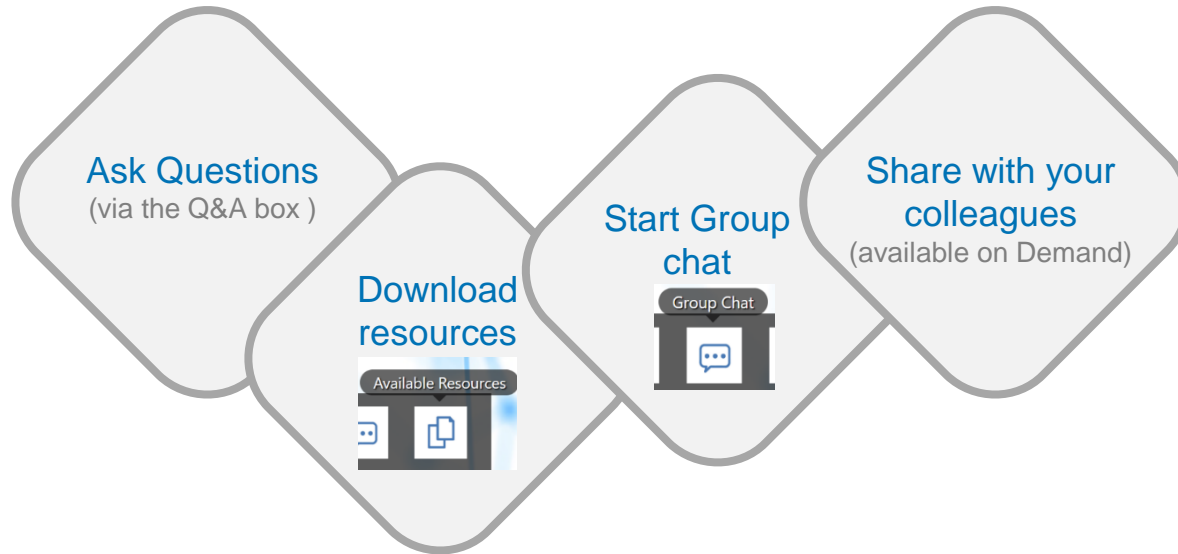 Ask Questions
(via the Q&A box )
Download
resources
Available Resources
Start Group
chat
Group Chat
Share with your
colleagues
(available on Demand)